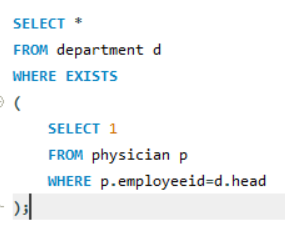 SELECT *
FROM department d
WHERE EXISTS
(
SELECT 1
FROM physician p
WHERE p.employeeid=d.head
);